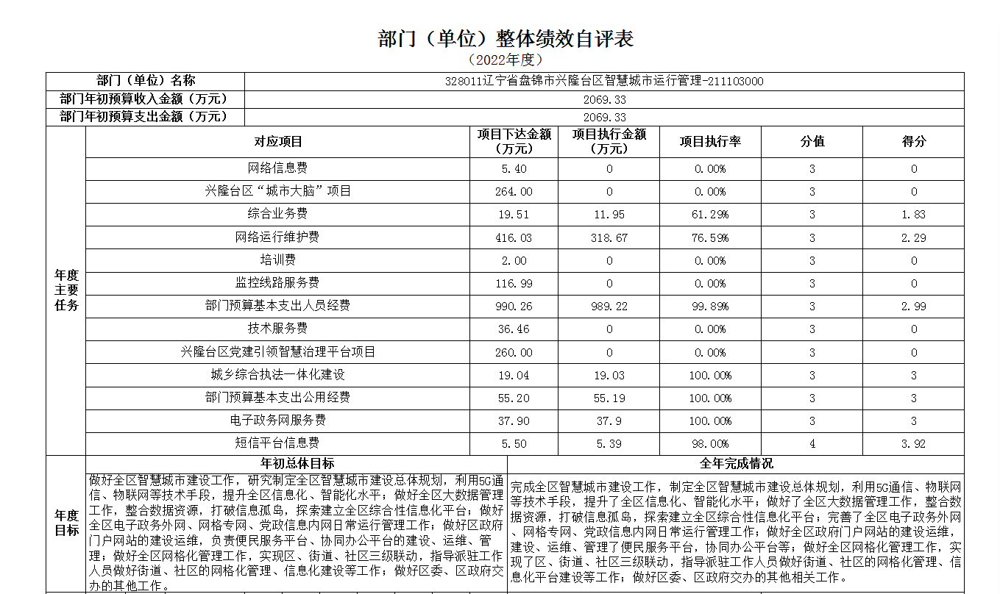 部门（单位）整体绩效自评表
（2022年度）
部门（单位）名称 328011辽宁省盘锦市兴隆台区智慧城市运行管理-211103000
部门年初预算收入金额（万元） 2069.33
部门年初预算支出金额（万元） 2069.33
年度主要任务
对应项目 项目下达金额（万元） 项目执行金额（万元） 项目执行率 分值 得分
网络信息费 5.40 0 0.00% 3 0
兴隆台区“城市大脑”项目 264.00 0 0.00% 3 0
综合业务费 19.51 11.95 61.29% 3 1.83
网络运行维护费 416.03 318.67 76.59% 3 2.29
培训费 2.00 0 0.00% 3 0
监控线路服务费 116.99 0 0.00% 3 0
部门预算基本支出人员经费 990.26 989.22 99.89% 3 2.99
技术服务费 36.46 0 0.00% 3 0
兴隆台区党建引领智慧治理平台项目 260.00 0 0.00% 3 0
城乡综合执法一体化建设 19.04 19.03 100.00% 3 3
部门预算基本支出公用经费 55.20 55.19 100.00% 3 3
电子政务网服务费 37.90 37.9 100.00% 3 3
短信平台信息费 5.50 5.39 98.00% 4 3.92
年度目标
年初总体目标
做好全区智慧城市建设工作，研究制定全区智慧城市建设总体规划，利用5G通
信、物联网等技术手段，提升全区信息化、智能化水平；做好全区大数据管理
工作，整合数据资源，打破信息孤岛，探索建立全区综合性信息化平台；做好
全区电子政务外网、网格专网、党政信息内网日常运行管理工作；做好区政府
门户网站的建设运维，负责便民服务平台、协同办公平台的建设、运维、管
理；做好全区网格化管理工作，实现区、街道、社区三级联动，指导派驻工作
人员做好街道、社区的网格化管理、信息化建设等工作；做好区委、区政府交
办的其他工作。
全年完成情况
完成全区智慧城市建设工作，制定全区智慧城市建设总体规划，利用5G通信、物联网
等技术手段，提升了全区信息化、智能化水平；做好了全区大数据管理工作，整合数
据资源，打破信息孤岛，探索建立全区综合性信息化平台；完善了全区电子政务外网
、网格专网、党政信息内网日常运行管理工作；做好全区政府门户网站的建设运维，
建设、运维、管理了便民服务平台，协同办公平台等；做好全区网格化管理工作，实
现了区、街道、社区三级联动，指导派驻工作人员做好街道、社区的网格化管理、信
息化平台建设等工作；做好区委、区政府交办的其他相关工作。